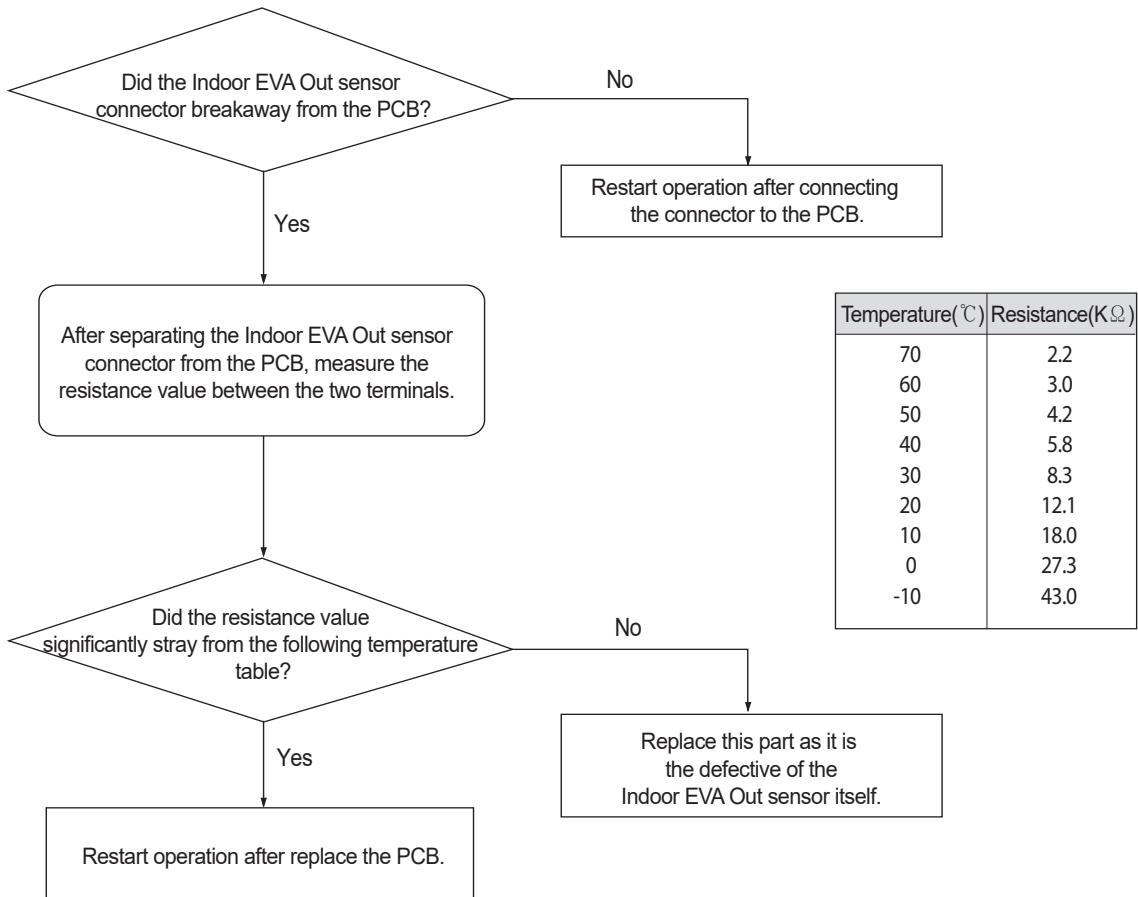 Did the Indoor EVA Out sensor
connector breakaway from the PCB?
No
Restart operation after connecting
the connector to the PCB.
Yes
After separating the Indoor EVA Out sensor
connector from the PCB, measure the
resistance value between the two terminals.
Temperature(℃) Resistance(KΩ)
70 2.2
60 3.0
50 4.2
40 5.8
30 8.3
20 12.1
10 18.0
0 27.3
-10 43.0
Did the resistance value
significantly stray from the following temperature
table?
No
Replace this part as it is
the defective of the
Indoor EVA Out sensor itself.
Yes
Restart operation after replace the PCB.